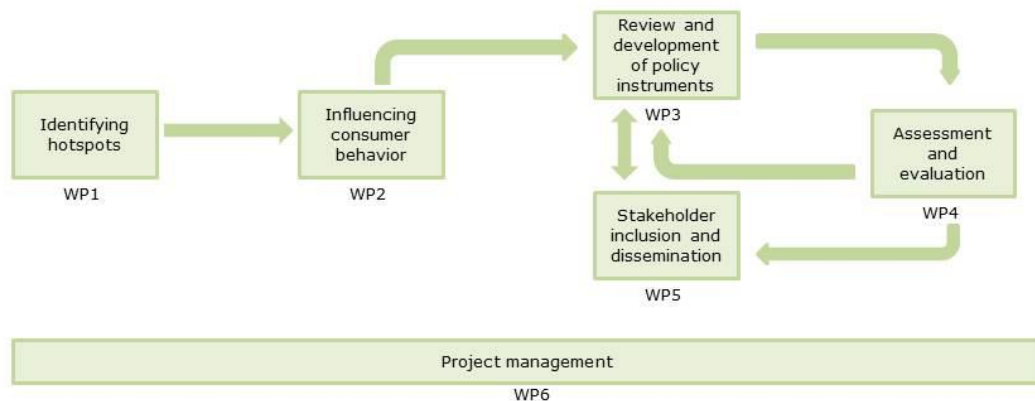 Identifying
hotspots
WP1
Influencing
consumer
behavior
WP2
Review and
development
of policy
instruments
WP3
Assessment
and
evaluation
WP4
Stakeholder
inclusion and
dissemination
WP5
Project management
WP6